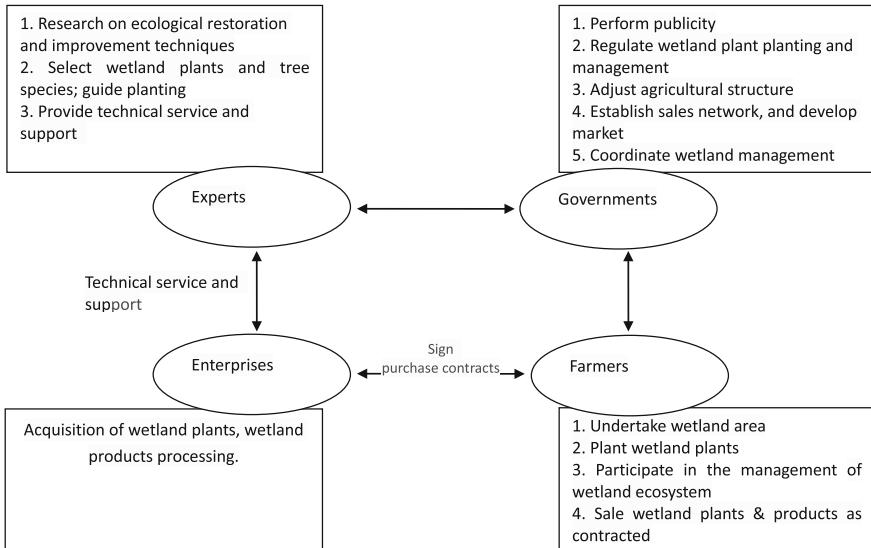 1. Research on ecological restoration
and improvement techniques
2. Select wetland plants and tree
species; guide planting
3. Provide technical service and
support
1. Perform publicity
2. Regulate wetland plant planting and
management
3. Adjust agricultural structure
4. Establish sales network, and develop
market
5. Coordinate wetland management
Experts
Governments
Technical service and
support
Enterprises
Sign
purchase contracts
Farmers
Acquisition of wetland plants, wetland
products processing.
1. Undertake wetland area
2. Plant wetland plants
3. Participate in the management of
wetland ecosystem
4. Sale wetland plants & products as
contracted